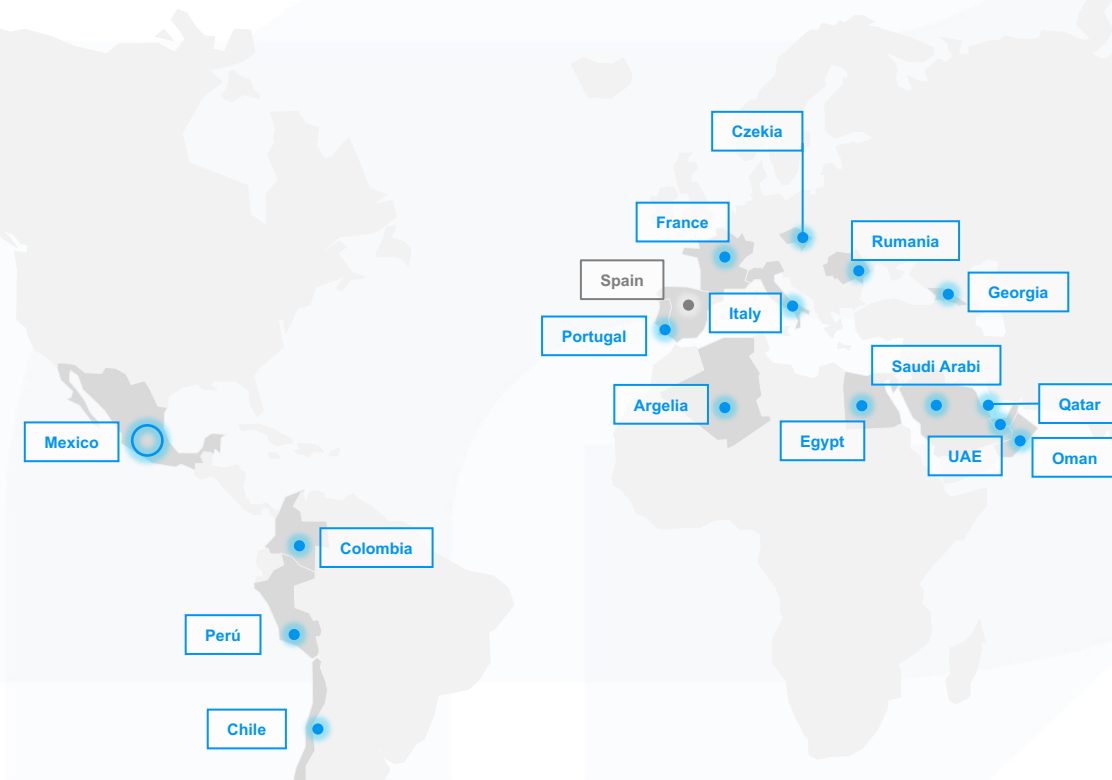 Czekia
France
Rumania
Spain
Georgia
Italy
Portugal
Saudi Arabi
Argelia
Qatar
Mexico
Egypt
UAE
Oman
Colombia
Perú
Chile